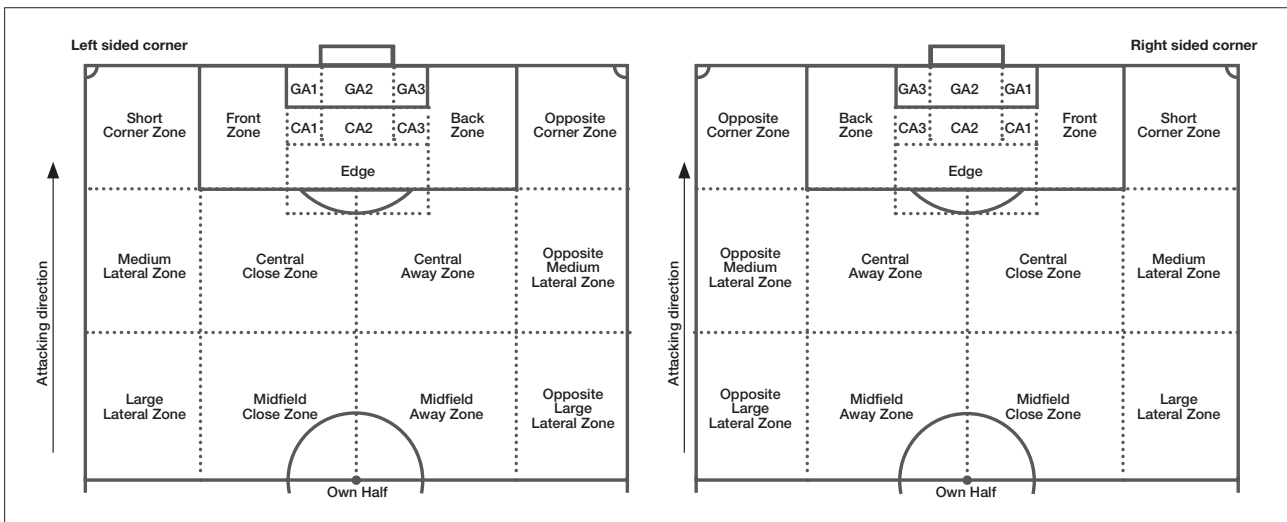 Left sided corner
GA1 GA2 GA3
Short
Corner Zone
Front
Zone
CA1 CA2 CA3
Back
Zone
Opposite
Corner Zone
Edge
Attacking direction
Medium
Lateral Zone
Central
Close Zone
Central
Away Zone
Opposite
Medium
Lateral Zone
Large
Lateral Zone
Midfield
Close Zone
Midfield
Away Zone
Opposite
Large
Lateral Zone
Own Half
Right sided corner
GA3 GA2 GA1
Opposite
Corner Zone
Back
Zone
CA3 CA2 CA1
Front
Zone
Short
Corner Zone
Edge
Attacking direction
Opposite
Medium
Lateral Zone
Central
Away Zone
Central
Close Zone
Medium
Lateral Zone
Opposite
Large
Lateral Zone
Midfield
Away Zone
Midfield
Close Zone
Large
Lateral Zone
Own Half